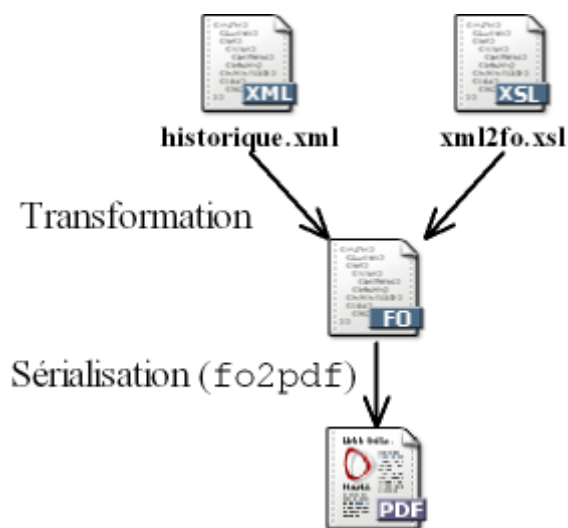 XML XSL
historique.xml xml2fo.xsl
Transformation
FO
Sérialisation (fo2pdf)
PDF